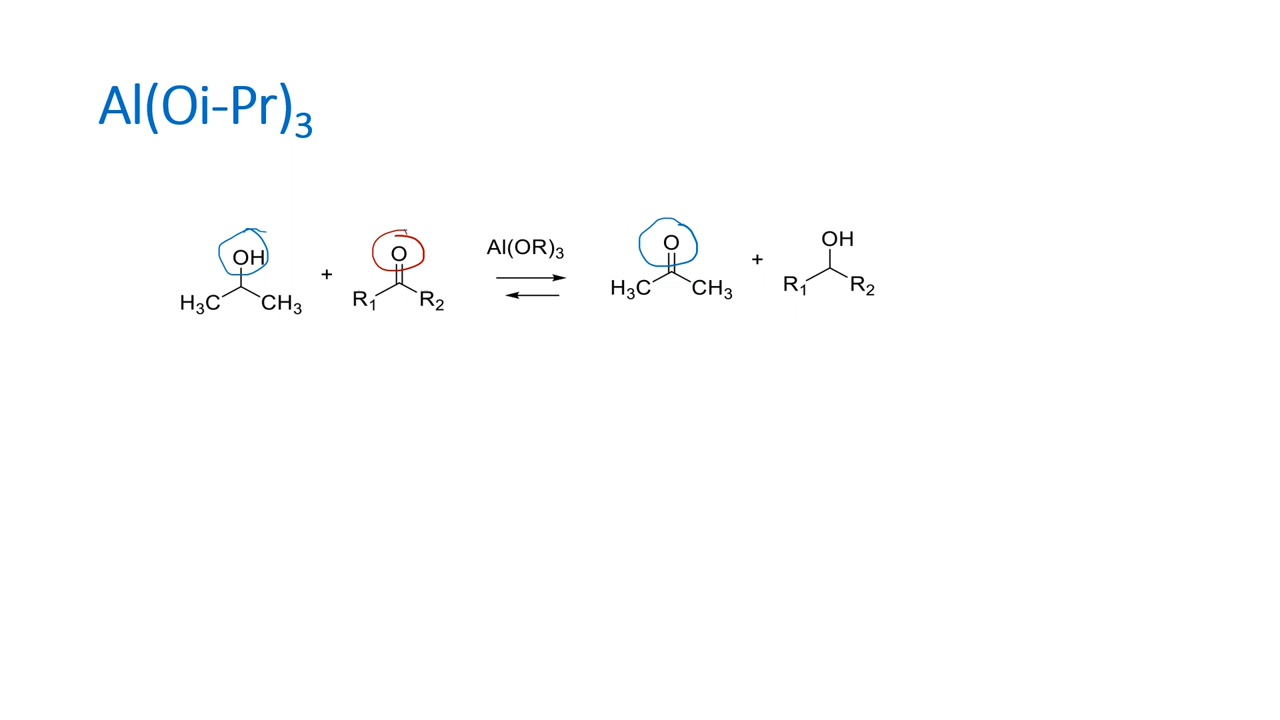 Al(Oi-Pr)₃
OH + O Al(OR)₃ O + OH
H₃C CH₃ R₁ R₂ H₃C CH₃ R₁ R₂